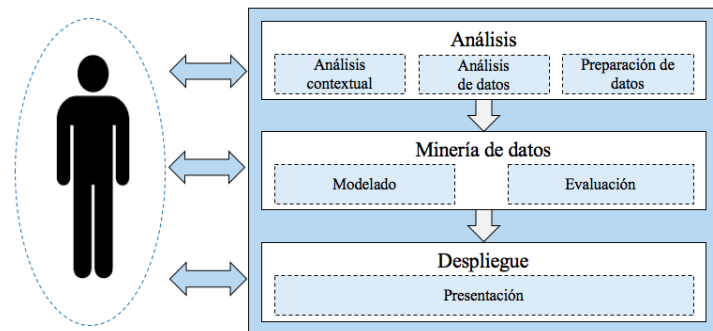 Análisis
Análisis
contextual
Análisis
de datos
Preparación de
datos
Minería de datos
Modelado
Evaluación
Despliegue
Presentación